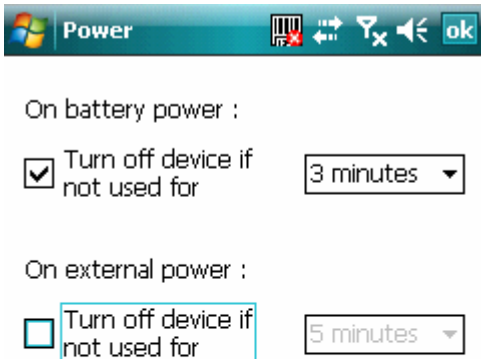 Power ok
On battery power :
Turn off device if
not used for
3 minutes
On external power :
Turn off device if
not used for
5 minutes